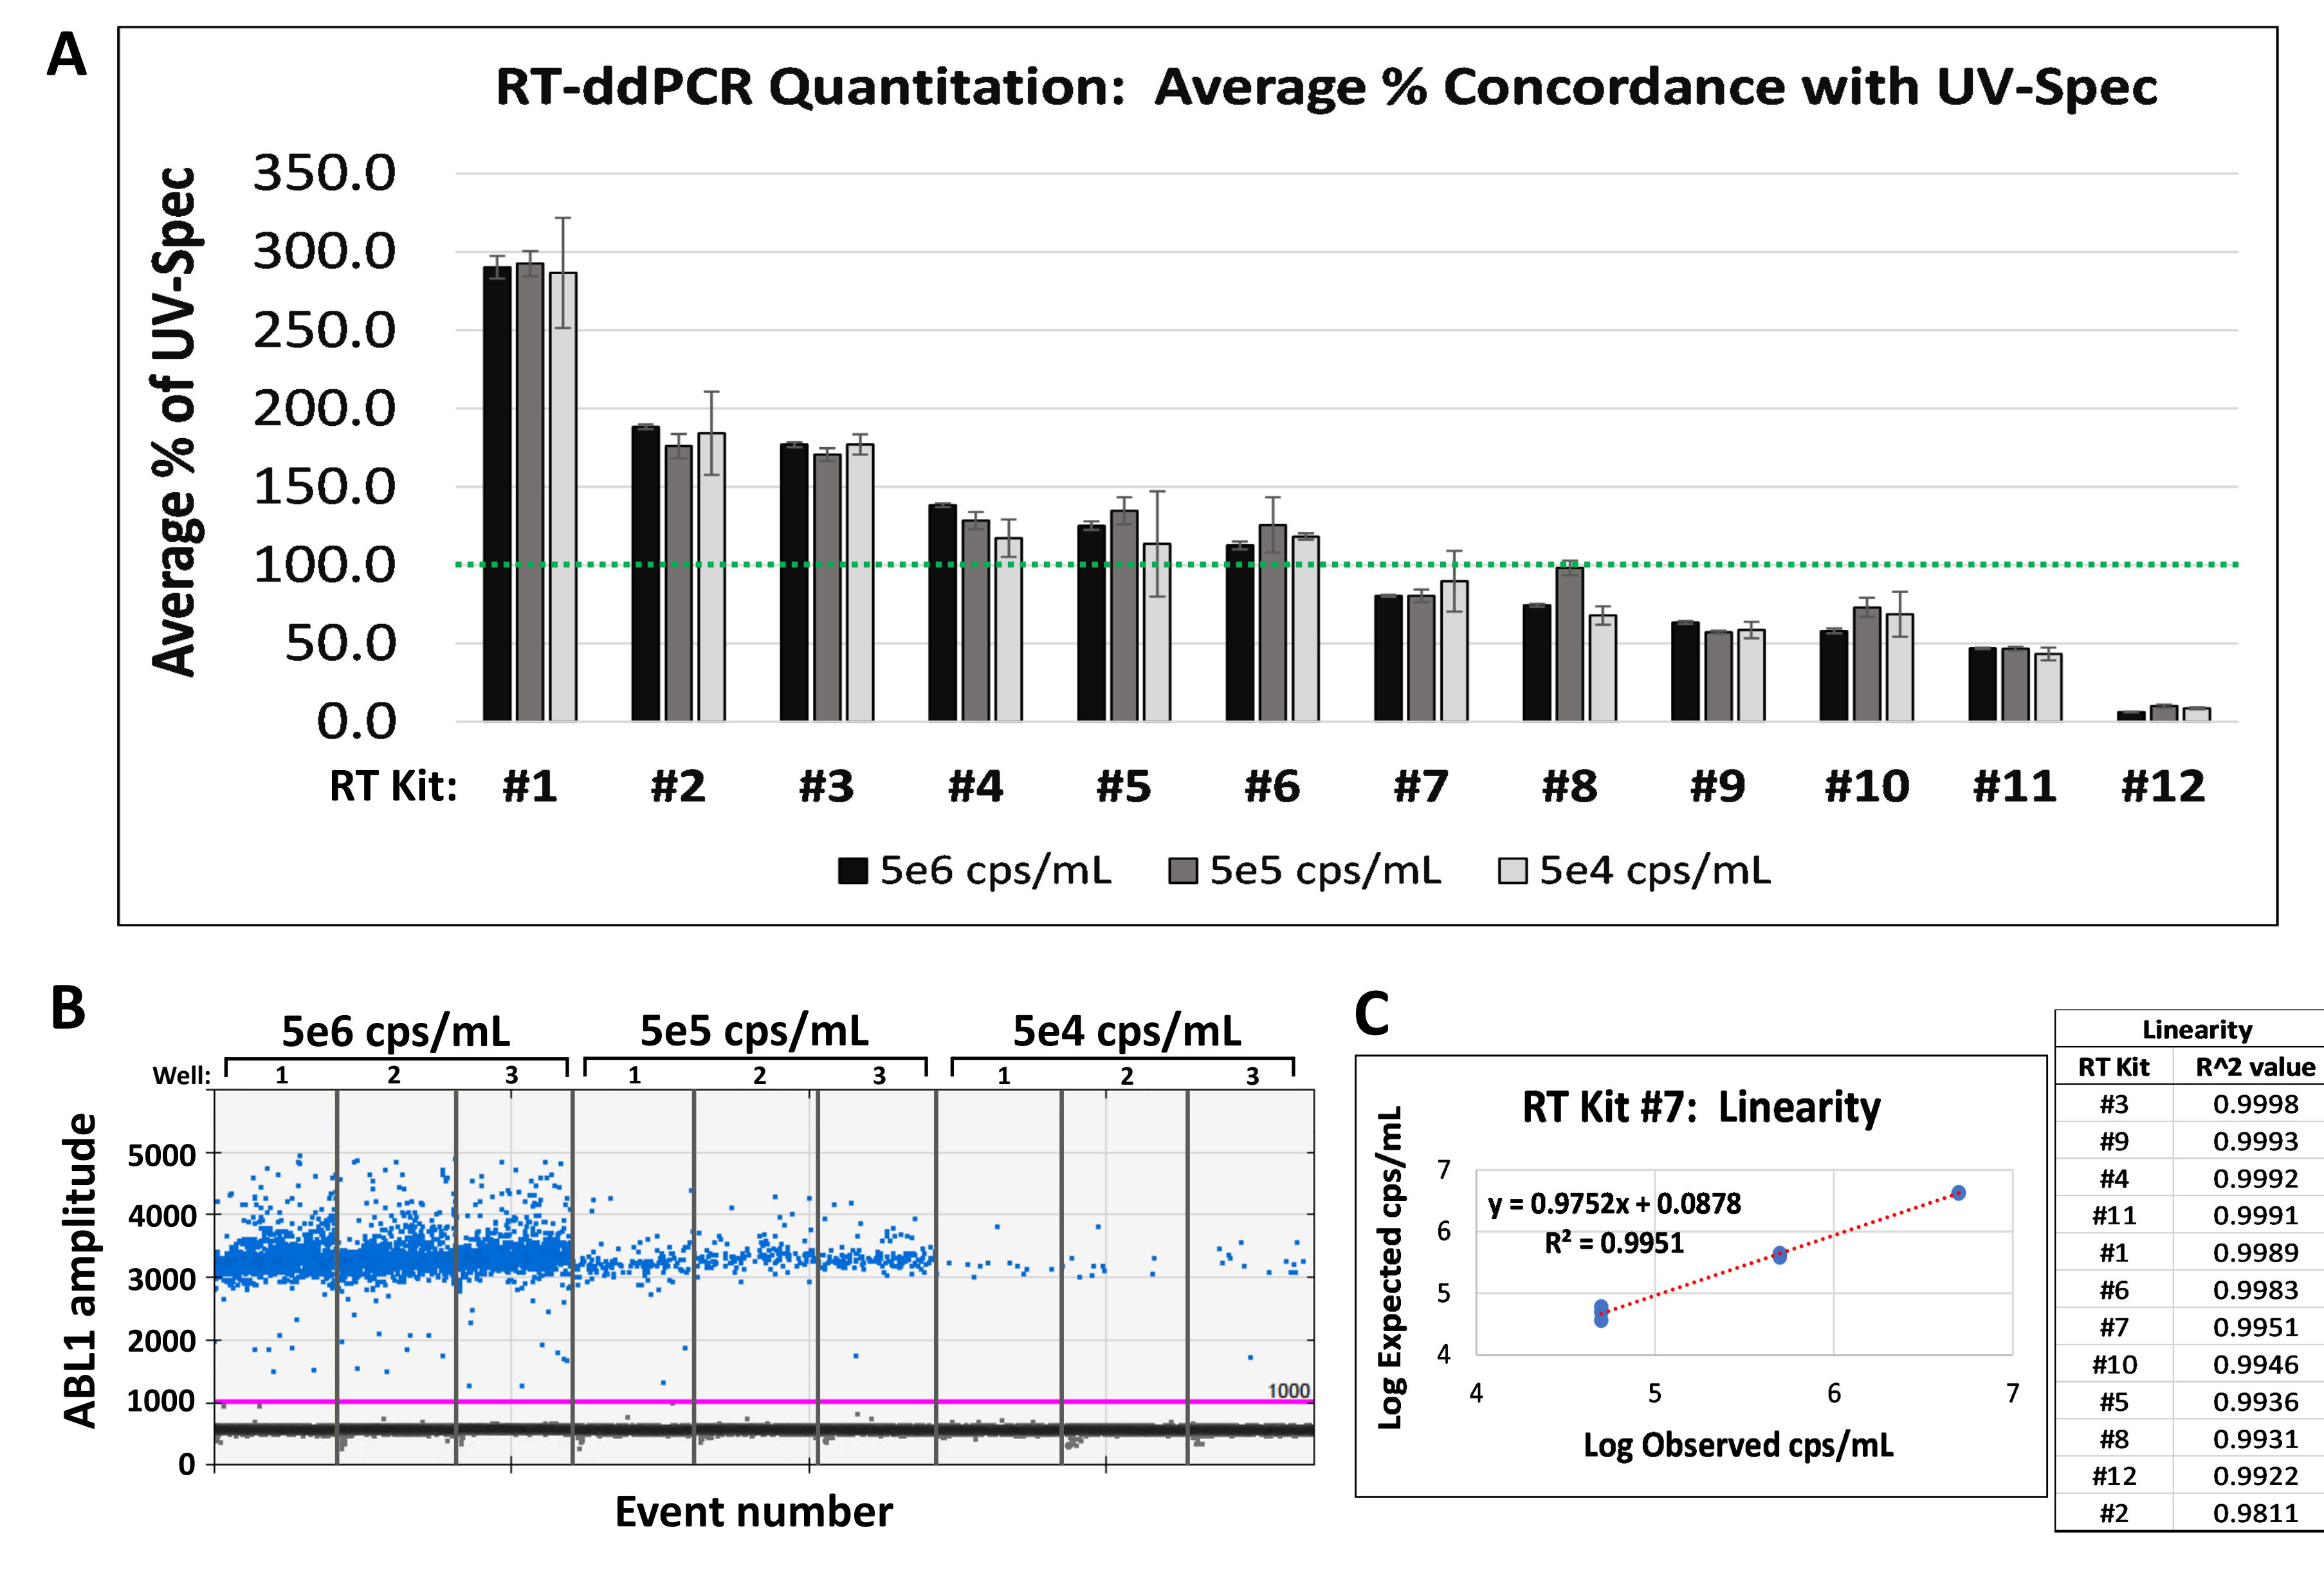 A
RT-ddPCR Quantitation: Average % Concordance with UV-Spec
Average % of UV-Spec
350.0
300.0
250.0
200.0
150.0
100.0
50.0
0.0
RT Kit: #1 #2 #3 #4 #5 #6 #7 #8 #9 #10 #11 #12
5e6 cps/mL 5e5 cps/mL 5e4 cps/mL
B
5e6 cps/mL 5e5 cps/mL 5e4 cps/mL
Well: 1 2 3 1 2 3 1 2 3
ABL1 amplitude
5000
4000
3000
2000
1000
0
1000
Event number
C
RT Kit #7: Linearity
Log Expected cps/mL
7
6
5
4
y = 0.9752x + 0.0878
R² = 0.9951
4 5 6 7
Log Observed cps/mL
Linearity
RT Kit R^2 value
#3 0.9998
#9 0.9993
#4 0.9992
#11 0.9991
#1 0.9989
#6 0.9983
#7 0.9951
#10 0.9946
#5 0.9936
#8 0.9931
#12 0.9922
#2 0.9811